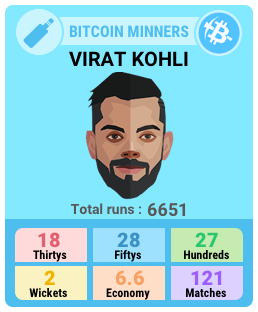 BITCOIN MINNERS
VIRAT KOHLI
Total runs : 6651
18 28 27
Thirtys Fiftys Hundreds
2 6.6 121
Wickets Economy Matches